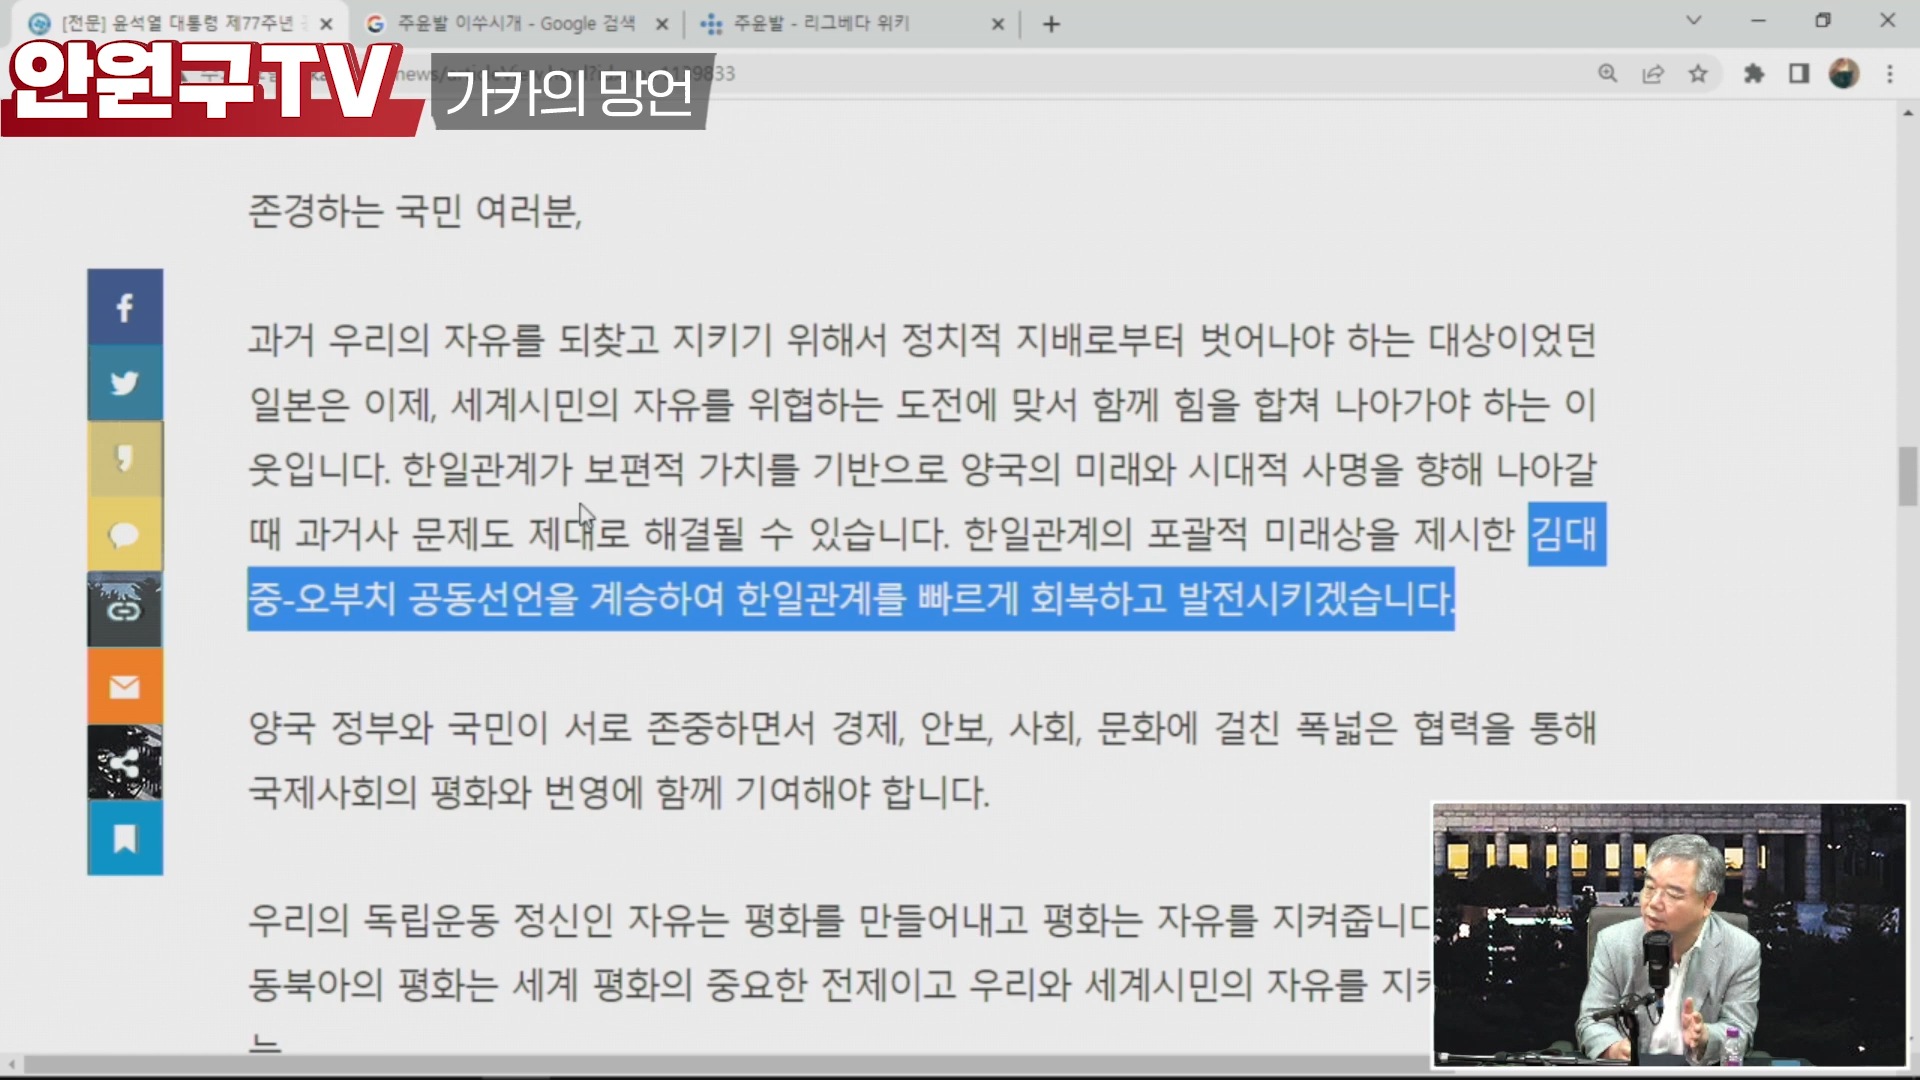 [전문] 윤석열 대통령 제77주년
주윤발 이쑤시개 - Google 검색
주윤발 - 리그베다 위키
안원구TV
가카의 망언
존경하는 국민 여러분,
과거 우리의 자유를 되찾고 지키기 위해서 정치적 지배로부터 벗어나야 하는 대상이었던
일본은 이제, 세계시민의 자유를 위협하는 도전에 맞서 함께 힘을 합쳐 나아가야 하는 이
웃입니다. 한일관계가 보편적 가치를 기반으로 양국의 미래와 시대적 사명을 향해 나아갈
때 과거사 문제도 제대로 해결될 수 있습니다. 한일관계의 포괄적 미래상을 제시한 김대
중-오부치 공동선언을 계승하여 한일관계를 빠르게 회복하고 발전시키겠습니다.
양국 정부와 국민이 서로 존중하면서 경제, 안보, 사회, 문화에 걸친 폭넓은 협력을 통해
국제사회의 평화와 번영에 함께 기여해야 합니다.
우리의 독립운동 정신인 자유는 평화를 만들어내고 평화는 자유를 지켜줍니다
동북아의 평화는 세계 평화의 중요한 전제이고 우리와 세계시민의 자유를 지키
는